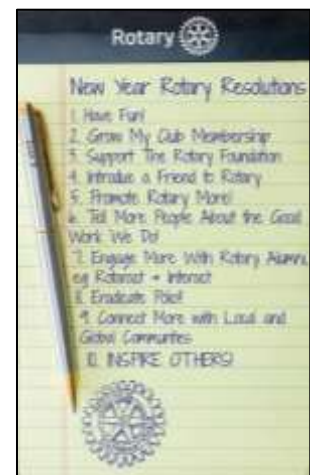 Rotary
New Year Rotary Resolutions
1. Have Fun!
2. Grow My Club Membership
3. Support The Rotary Foundation
4. Introduce a Friend to Rotary
5. Promote Rotary More!
6. Tell More People About the Good
Work We Do!
7. Engage More With Rotary Alumni,
eg Rotaract + Interact
8. Eradicate Polio!
9. Connect More with Local and
Global Communities
10. INSPIRE OTHERS!